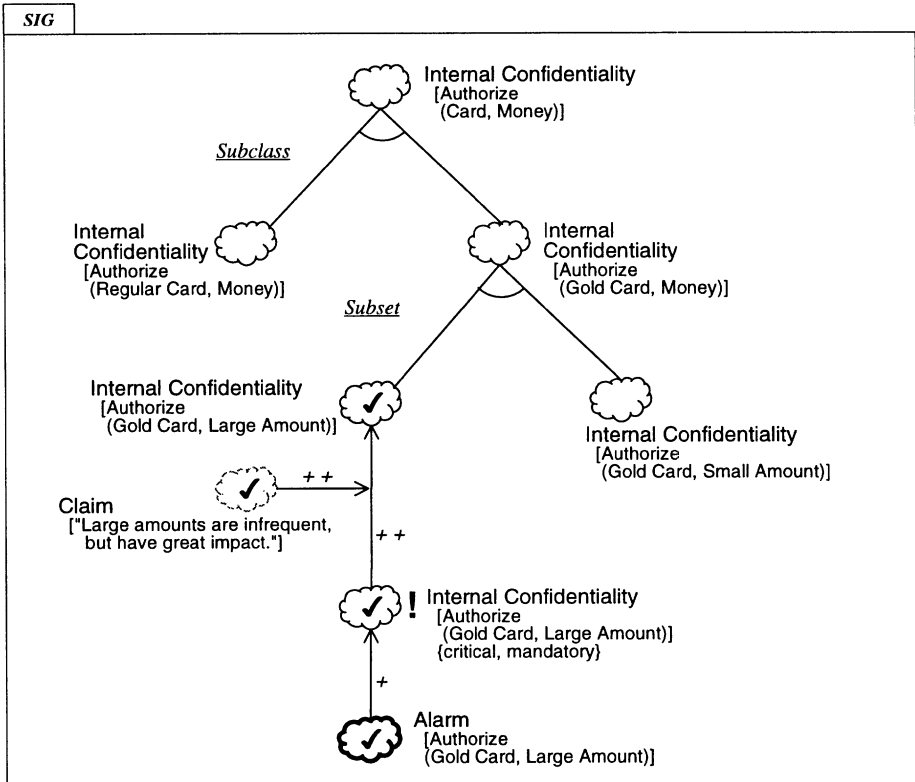 SIG
Internal Confidentiality
[Authorize
(Card, Money)]
Subclass
Internal
Confidentiality
[Authorize
(Regular Card, Money)]
Internal
Confidentiality
[Authorize
(Gold Card, Money)]
Subset
Internal Confidentiality
[Authorize
(Gold Card, Large Amount)]
Internal Confidentiality
[Authorize
(Gold Card, Small Amount)]
++
Claim
["Large amounts are infrequent,
but have great impact."]
++
! Internal Confidentiality
[Authorize
(Gold Card, Large Amount)]
{critical, mandatory}
+
Alarm
[Authorize
(Gold Card, Large Amount)]